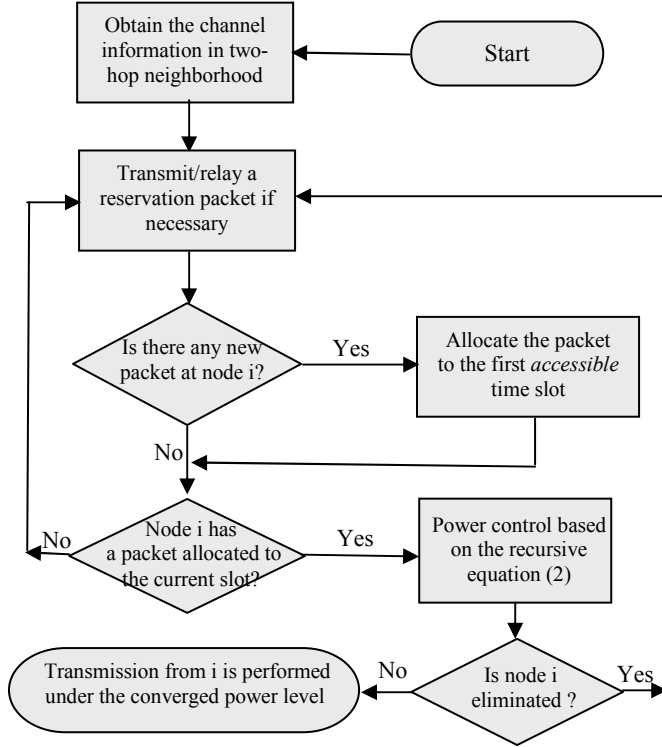 Obtain the channel
information in two-
hop neighborhood
Start
Transmit/relay a
reservation packet if
necessary
Is there any new
packet at node i?
Yes
Allocate the packet
to the first accessible
time slot
No
Node i has
a packet allocated to
the current slot?
No
Yes
Power control based
on the recursive
equation (2)
Is node i
eliminated ?
No
Yes
Transmission from i is performed
under the converged power level